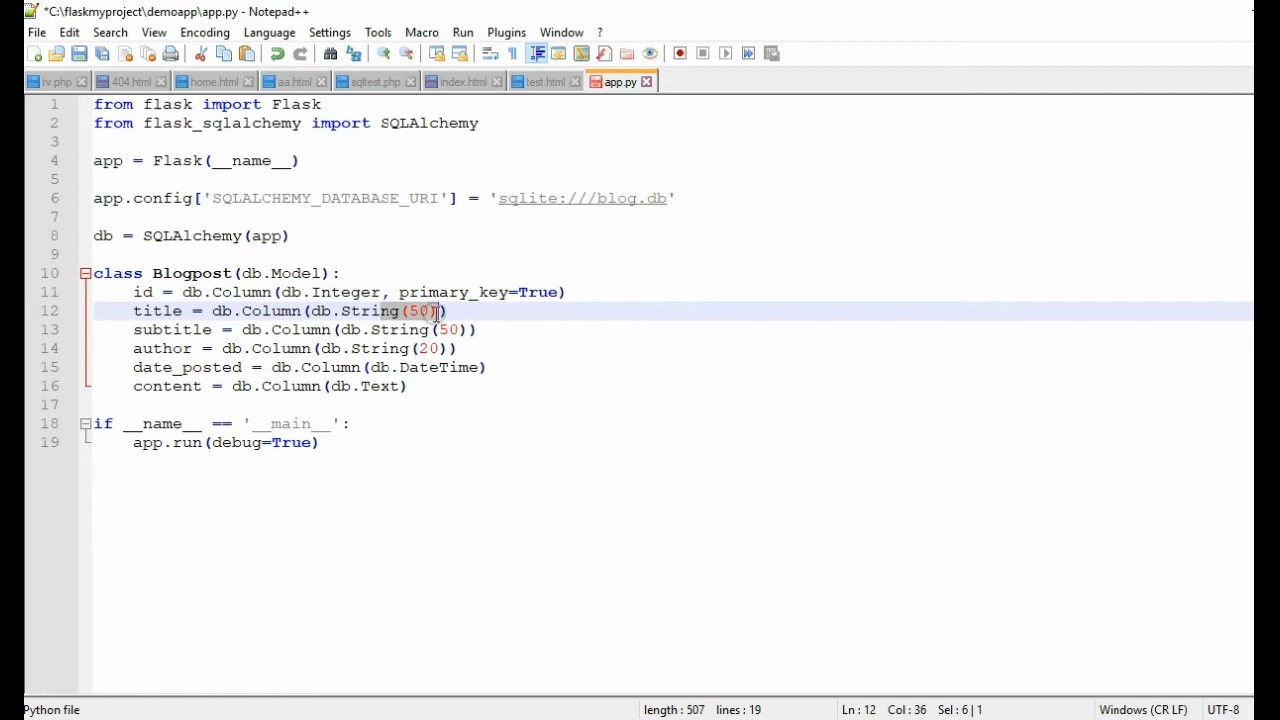 *C:\flaskmyproject\demoapp\app.py - Notepad++
File Edit Search View Encoding Language Settings Tools Macro Run Plugins Window ?
tv.php 404.html home.html aa.html sqltest.php index.html test.html app.py
1 from flask import Flask
2 from flask_sqlalchemy import SQLAlchemy
3
4 app = Flask(__name__)
5
6 app.config['SQLALCHEMY_DATABASE_URI'] = 'sqlite:///blog.db'
7
8 db = SQLAlchemy(app)
9
10 class Blogpost(db.Model):
11 id = db.Column(db.Integer, primary_key=True)
12 title = db.Column(db.String(50))
13 subtitle = db.Column(db.String(50))
14 author = db.Column(db.String(20))
15 date_posted = db.Column(db.DateTime)
16 content = db.Column(db.Text)
17
18 if __name__ == '__main__':
19 app.run(debug=True)
Python file length : 507 lines : 19 Ln : 12 Col : 36 Sel : 6 | 1 Windows (CR LF) UTF-8